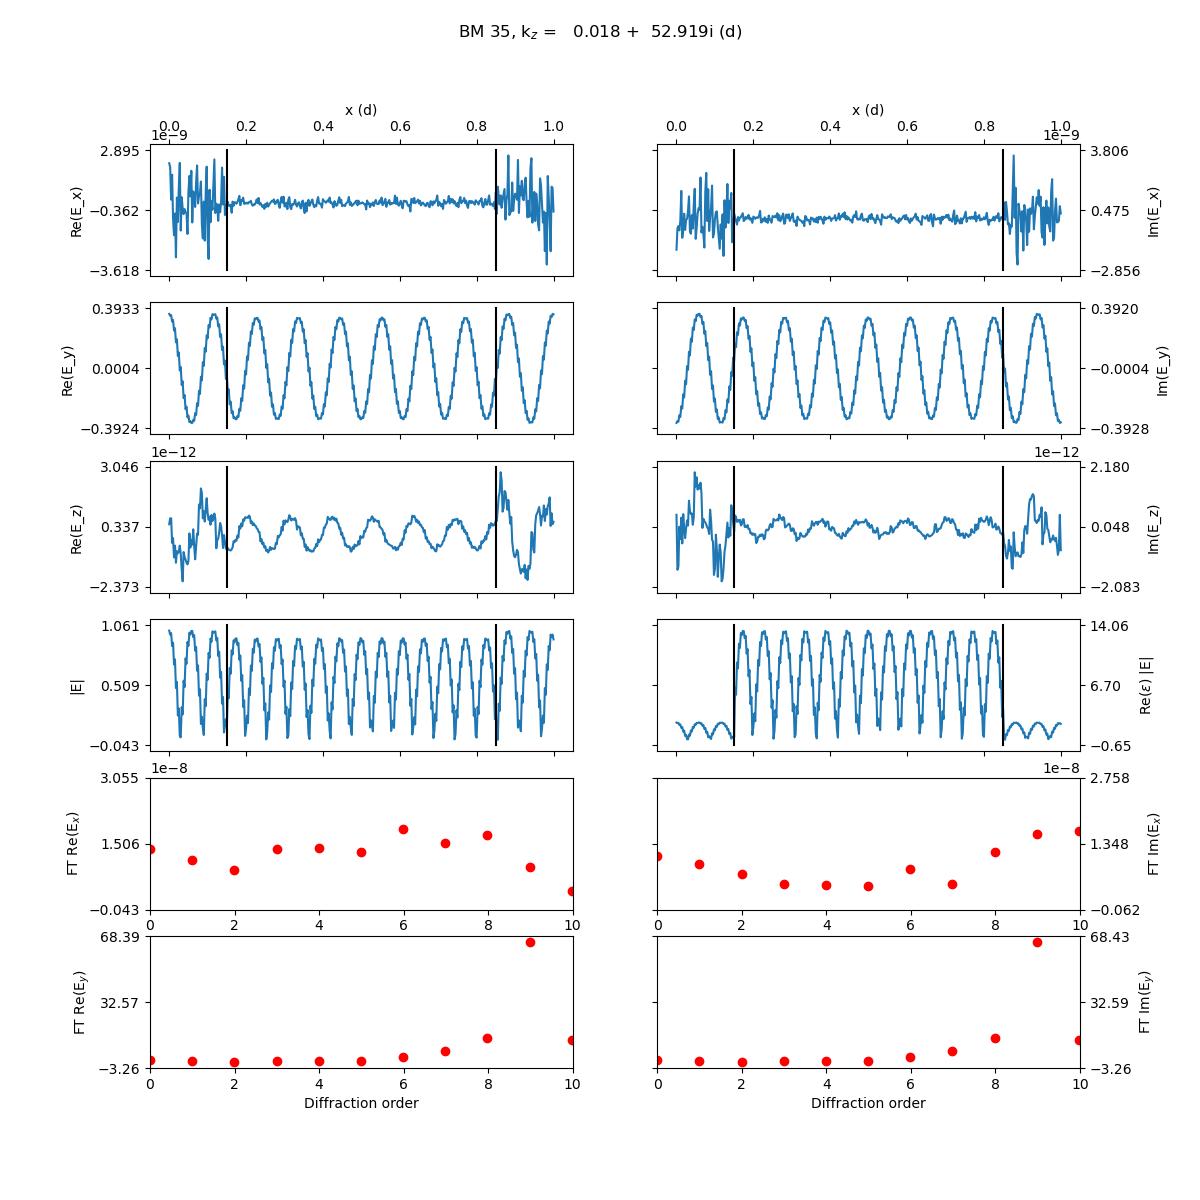 BM 35, k_z = 0.018 + 52.919i (d)
x (d) x (d)
0.0 0.2 0.4 0.6 0.8 1.0 0.0 0.2 0.4 0.6 0.8 1.0
1e−9 1e−9
2.895 3.806
Re(E_x) −0.362 0.475 Im(E_x)
−3.618 −2.856
0.3933 0.3920
Re(E_y) 0.0004 −0.0004 Im(E_y)
−0.3924 −0.3928
1e−12 1e−12
3.046 2.180
Re(E_z) 0.337 0.048 Im(E_z)
−2.373 −2.083
1.061 14.06
|E| 0.509 6.70 Re(ε) |E|
−0.043 −0.65
1e−8 1e−8
3.055 2.758
FT Re(E_x) 1.506 1.348 FT Im(E_x)
−0.043 −0.062
0 2 4 6 8 10 0 2 4 6 8 10
68.39 68.43
FT Re(E_y) 32.57 32.59 FT Im(E_y)
−3.26 −3.26
0 2 4 6 8 10 0 2 4 6 8 10
Diffraction order Diffraction order